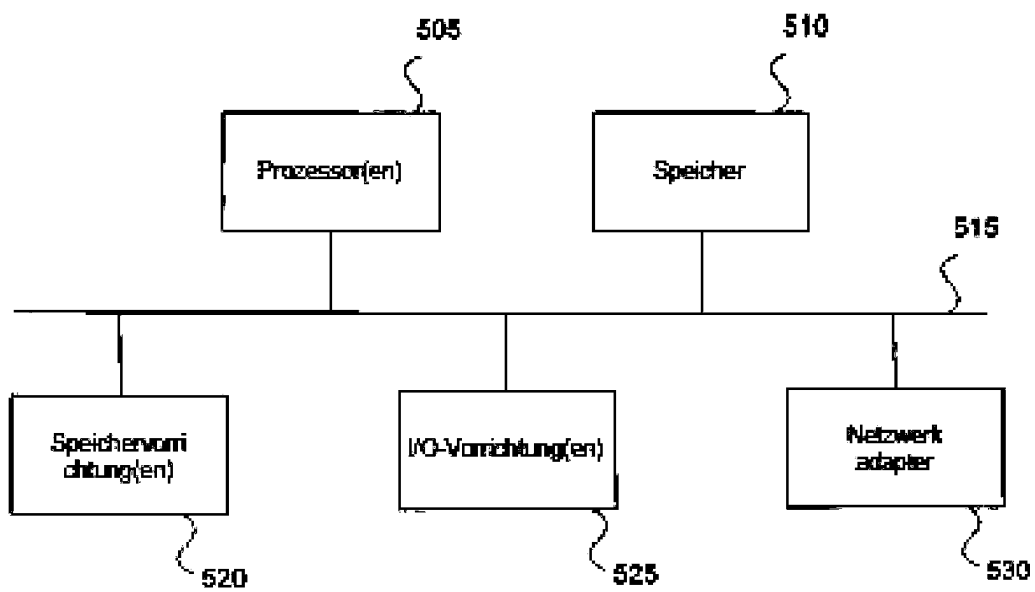 505
510
Prozessor(en)
Speicher
515
Speichervorri
chtung(en)
I/O-Vorrichtung(en)
Netzwerk
adapter
520
525
530